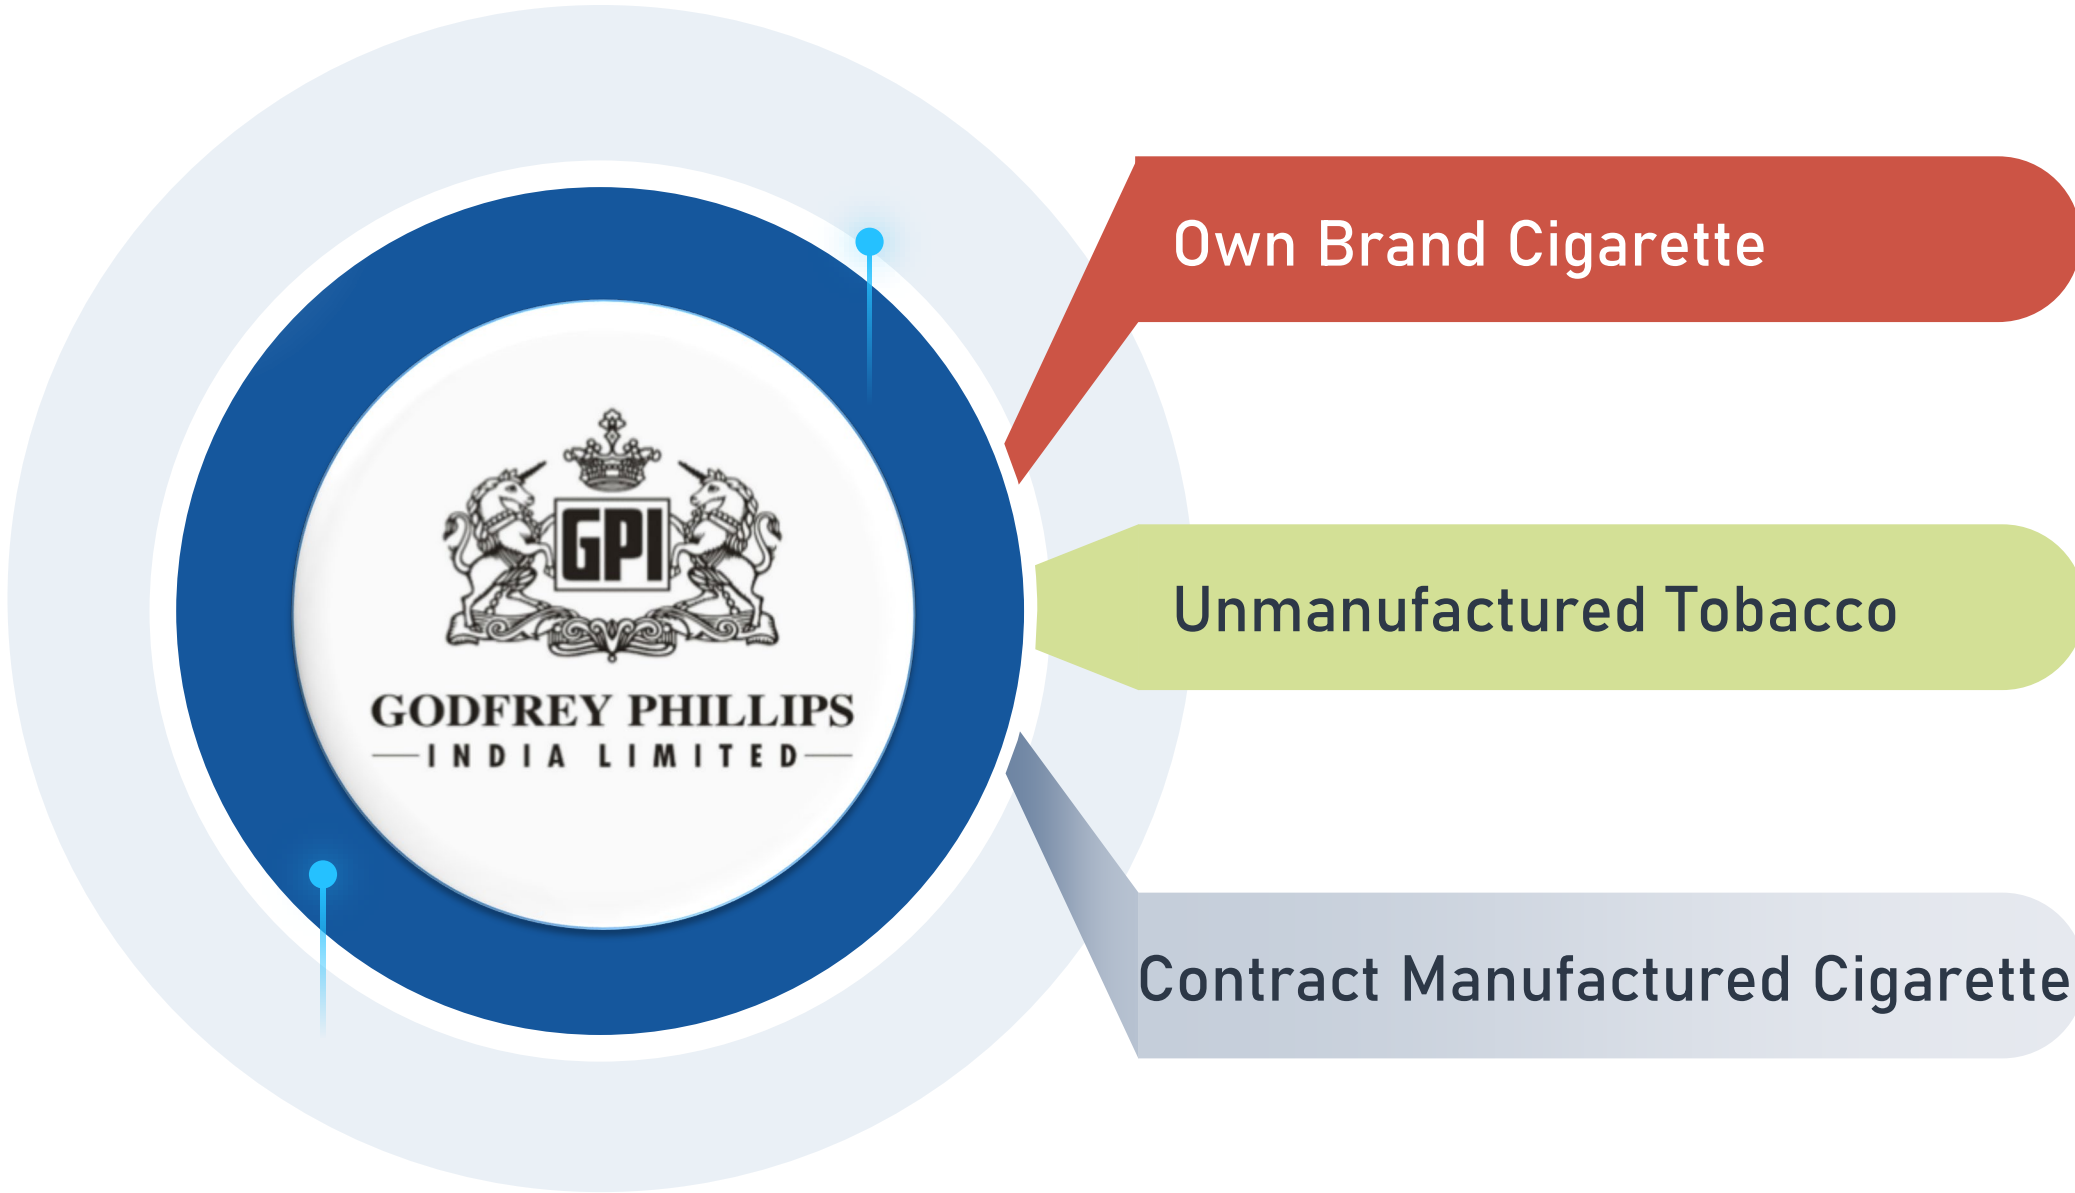 GPI
GODFREY PHILLIPS
INDIA LIMITED
Own Brand Cigarette
Unmanufactured Tobacco
Contract Manufactured Cigarette